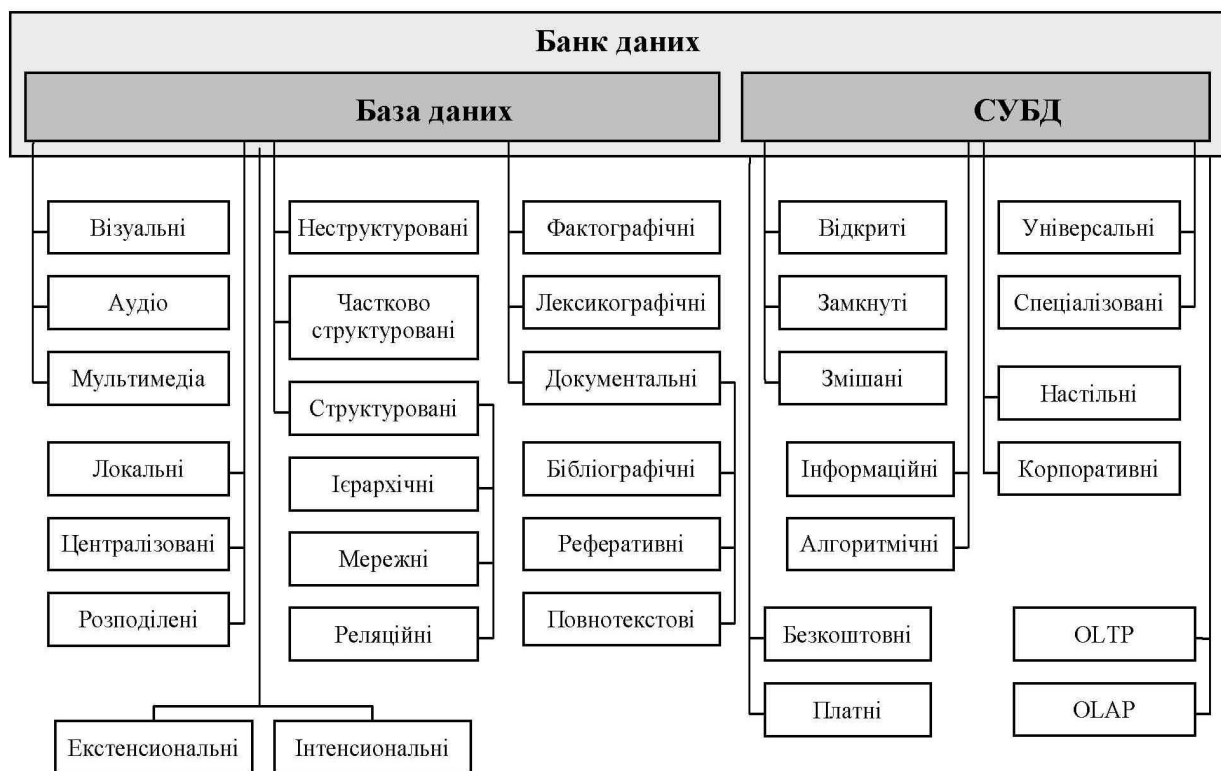 Банк даних
База даних
СУБД
Візуальні
Аудіо
Мультимедіа
Локальні
Централізовані
Розподілені
Екстенсиональні
Інтенсиональні
Неструктуровані
Частково
структуровані
Структуровані
Ієрархічні
Мережні
Реляційні
Фактографічні
Лексикографічні
Документальні
Бібліографічні
Реферативні
Повнотекстові
Відкриті
Замкнуті
Змішані
Інформаційні
Алгоритмічні
Безкоштовні
Платні
Універсальні
Спеціалізовані
Настільні
Корпоративні
OLTP
OLAP